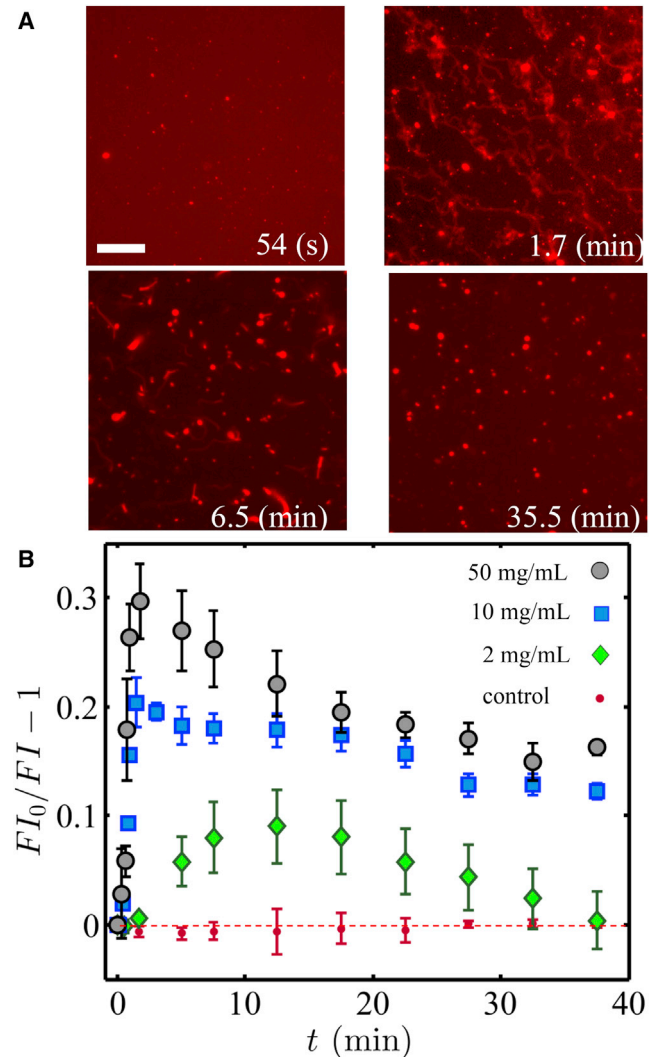 A
54 (s)
1.7 (min)
6.5 (min)
35.5 (min)
B
0.3
0.2
0.1
0
50 mg/mL
10 mg/mL
2 mg/mL
control
FI₀/FI − 1
0 10 20 30 40
t (min)